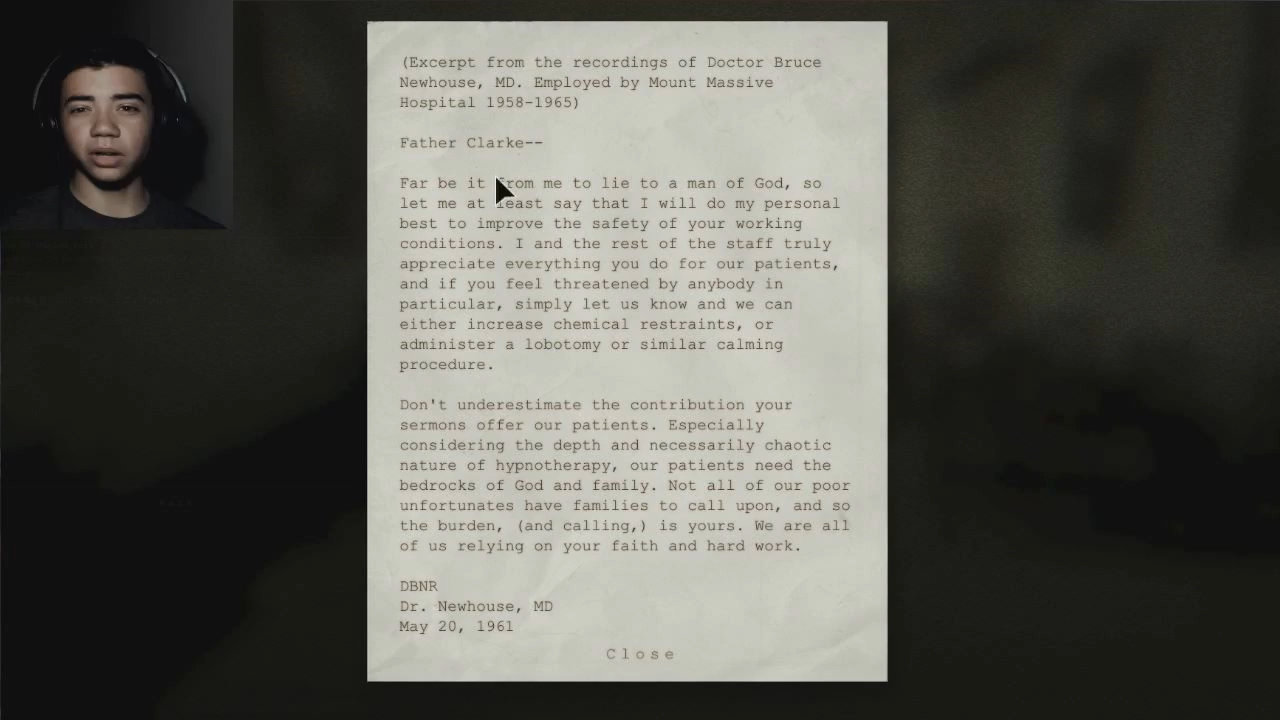 (Excerpt from the recordings of Doctor Bruce
Newhouse, MD. Employed by Mount Massive
Hospital 1958-1965)
Father Clarke--
Far be it from me to lie to a man of God, so
let me at least say that I will do my personal
best to improve the safety of your working
conditions. I and the rest of the staff truly
appreciate everything you do for our patients,
and if you feel threatened by anybody in
particular, simply let us know and we can
either increase chemical restraints, or
administer a lobotomy or similar calming
procedure.
Don't underestimate the contribution your
sermons offer our patients. Especially
considering the depth and necessarily chaotic
nature of hypnotherapy, our patients need the
bedrocks of God and family. Not all of our poor
unfortunates have families to call upon, and so
the burden, (and calling,) is yours. We are all
of us relying on your faith and hard work.
DBNR
Dr. Newhouse, MD
May 20, 1961
Close